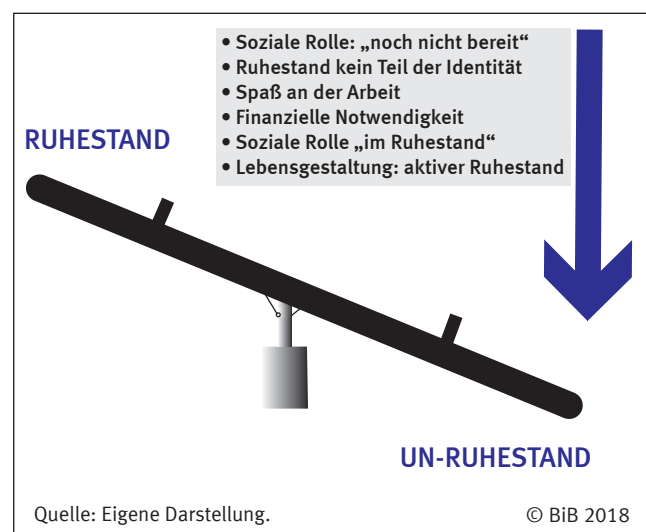 • Soziale Rolle: „noch nicht bereit“
• Ruhestand kein Teil der Identität
• Spaß an der Arbeit
• Finanzielle Notwendigkeit
• Soziale Rolle „im Ruhestand“
• Lebensgestaltung: aktiver Ruhestand
RUHESTAND
UN-RUHESTAND
Quelle: Eigene Darstellung.
© BiB 2018